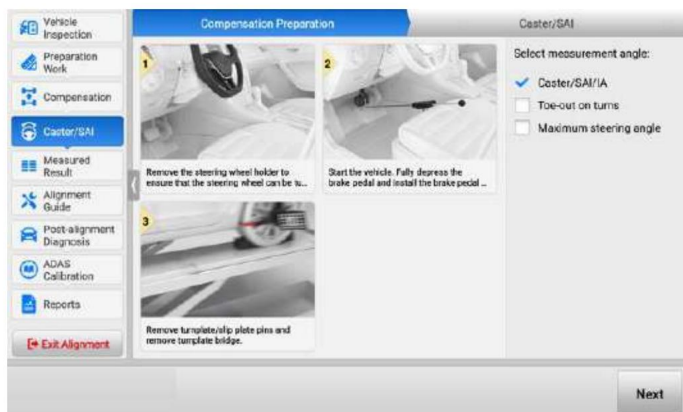 Vehicle
Inspection
Preparation
Work
Compensation
Caster/SAI
Measured
Result
Alignment
Guide
Post-alignment
Diagnosis
ADAS
Calibration
Reports
Exit Alignment
Compensation Preparation
Caster/SAI
1
Remove the steering wheel holder to
ensure that the steering wheel can be tu...
2
Start the vehicle. Fully depress the
brake pedal and install the brake pedal ...
3
Remove turnplate/slip plate pins and
remove turnplate bridge.
Select measurement angle:
Caster/SAI/IA
Toe-out on turns
Maximum steering angle
Next